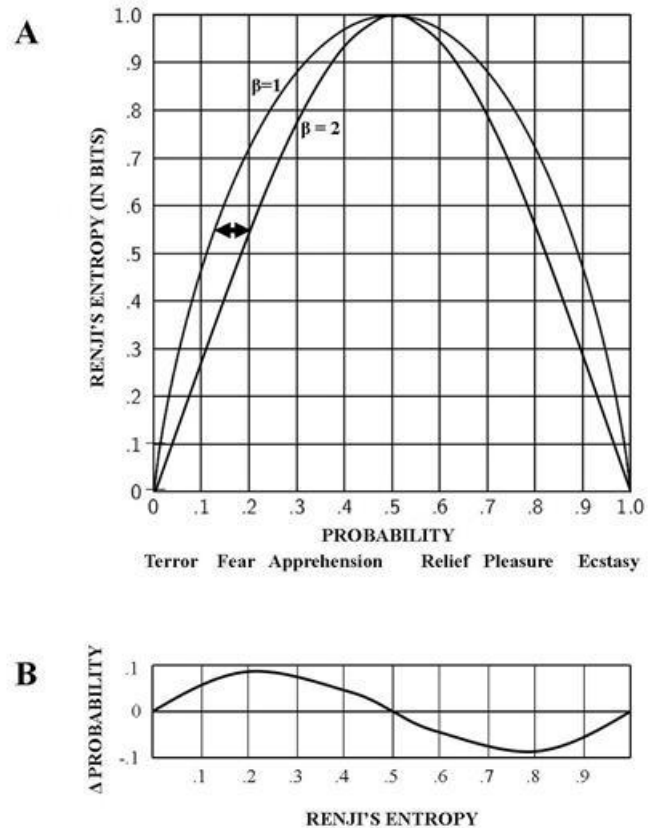 A
RENJI'S ENTROPY (IN BITS)
1.0
.9
.8
.7
.6
.5
.4
.3
.2
.1
0
β=1
β = 2
0 .1 .2 .3 .4 .5 .6 .7 .8 .9 1.0
PROBABILITY
Terror Fear Apprehension Relief Pleasure Ecstasy
B
Δ PROBABILITY
.1
0
-.1
.1 .2 .3 .4 .5 .6 .7 .8 .9
RENJI'S ENTROPY